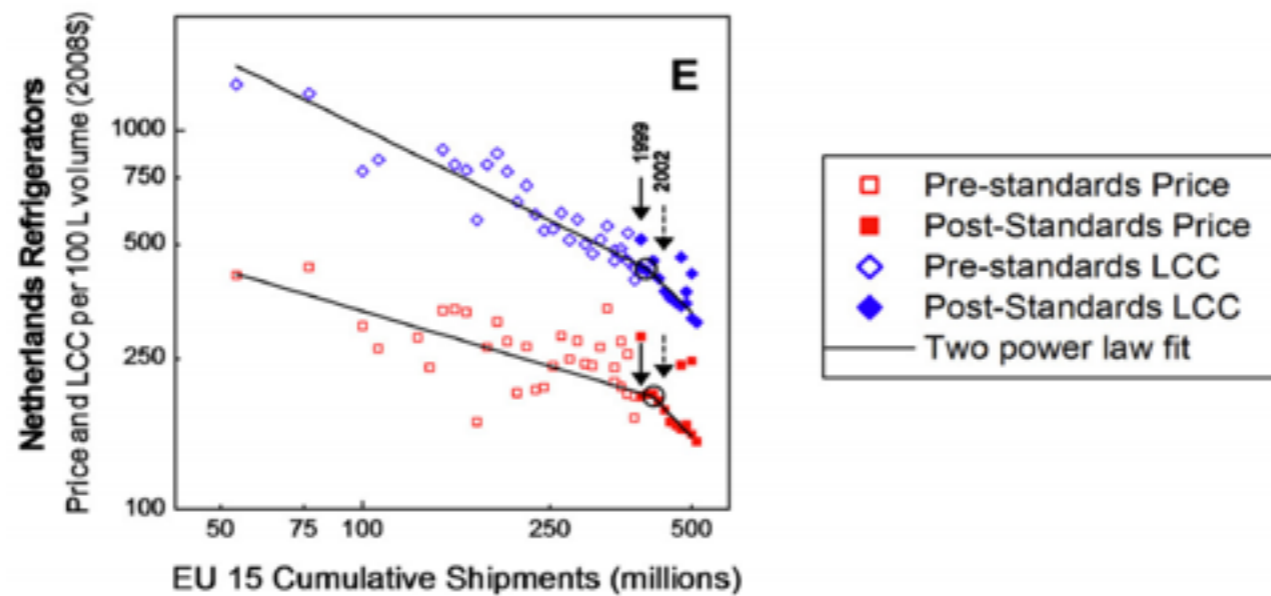 Netherlands Refrigerators
Price and LCC per 100 L volume (2008$)
1000
750
500
250
100
E
1999
2002
50 75 100 250 500
EU 15 Cumulative Shipments (millions)
Pre-standards Price
Post-Standards Price
Pre-standards LCC
Post-Standards LCC
Two power law fit